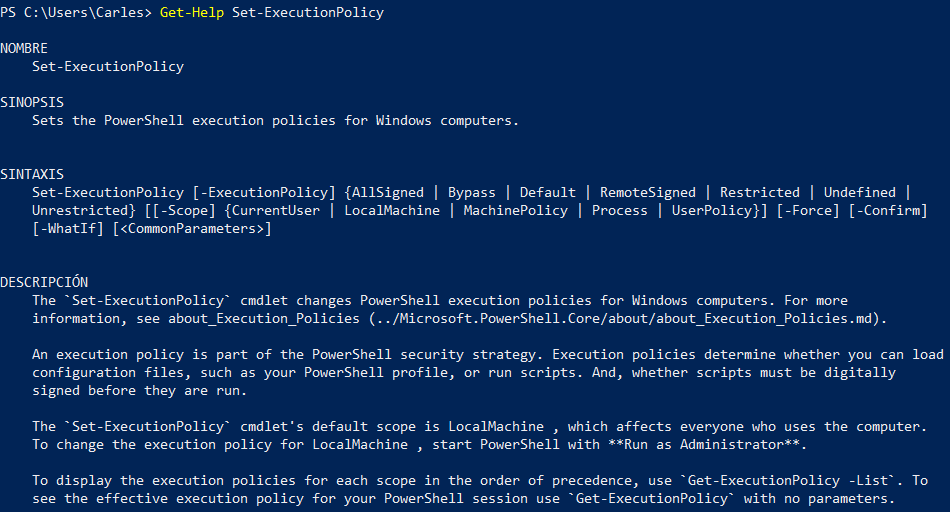 PS C:\Users\Carles> Get-Help Set-ExecutionPolicy
NOMBRE
Set-ExecutionPolicy
SINOPSIS
Sets the PowerShell execution policies for Windows computers.
SINTAXIS
Set-ExecutionPolicy [-ExecutionPolicy] {AllSigned | Bypass | Default | RemoteSigned | Restricted | Undefined |
Unrestricted} [[-Scope] {CurrentUser | LocalMachine | MachinePolicy | Process | UserPolicy}] [-Force] [-Confirm]
[-WhatIf] [<CommonParameters>]
DESCRIPCIÓN
The `Set-ExecutionPolicy` cmdlet changes PowerShell execution policies for Windows computers. For more
information, see about_Execution_Policies (../Microsoft.PowerShell.Core/about/about_Execution_Policies.md).
An execution policy is part of the PowerShell security strategy. Execution policies determine whether you can load
configuration files, such as your PowerShell profile, or run scripts. And, whether scripts must be digitally
signed before they are run.
The `Set-ExecutionPolicy` cmdlet's default scope is LocalMachine , which affects everyone who uses the computer.
To change the execution policy for LocalMachine , start PowerShell with **Run as Administrator**.
To display the execution policies for each scope in the order of precedence, use `Get-ExecutionPolicy -List`. To
see the effective execution policy for your PowerShell session use `Get-ExecutionPolicy` with no parameters.